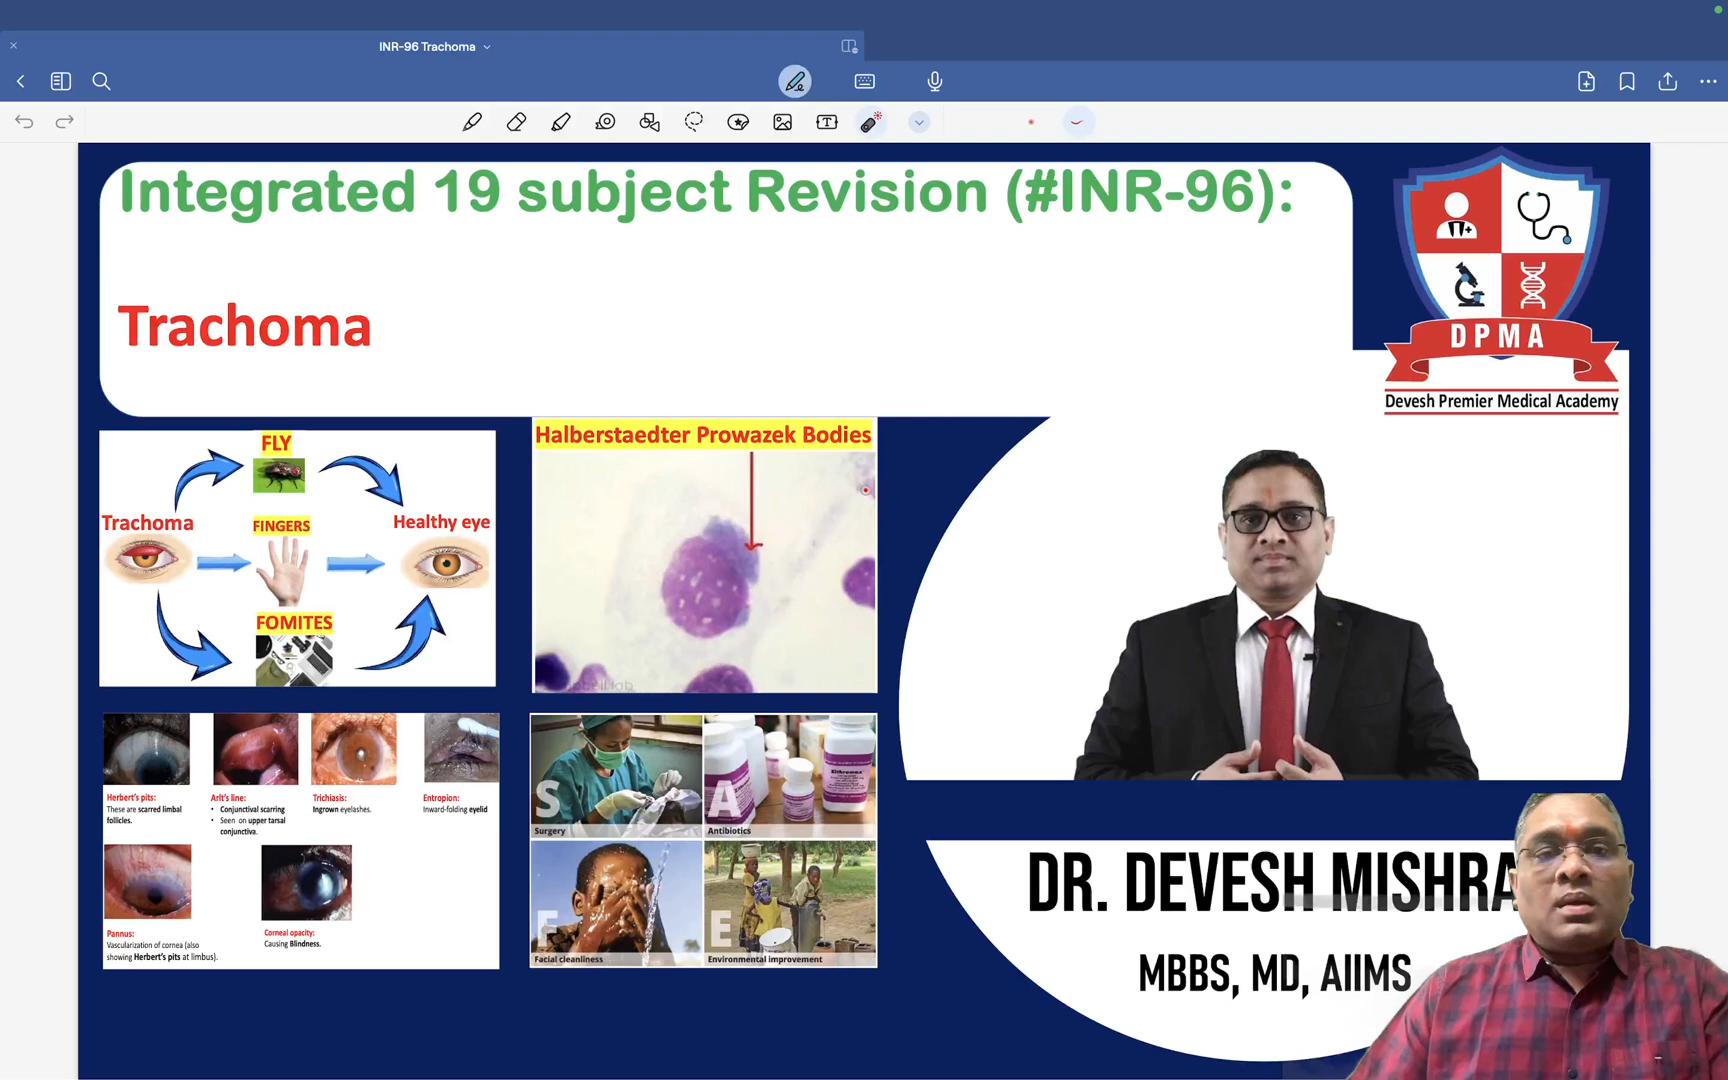 INR-96 Trachoma
Integrated 19 subject Revision (#INR-96):
Trachoma
DPMA
Devesh Premier Medical Academy
FLY
Trachoma
FINGERS
Healthy eye
FOMITES
Halberstaedter Prowazek Bodies
Herbert's pits:
These are scarred limbal
follicles.
Arlt's line:
• Conjunctival scarring
• Seen on upper tarsal
conjunctiva.
Trichiasis:
Ingrown eyelashes.
Entropion:
Inward-folding eyelid
Pannus:
Vascularization of cornea (also
showing Herbert's pits at limbus).
Corneal opacity:
Causing Blindness.
S
Surgery
A
Antibiotics
F
Facial cleanliness
E
Environmental improvement
DR. DEVESH MISHRA
MBBS, MD, AIIMS